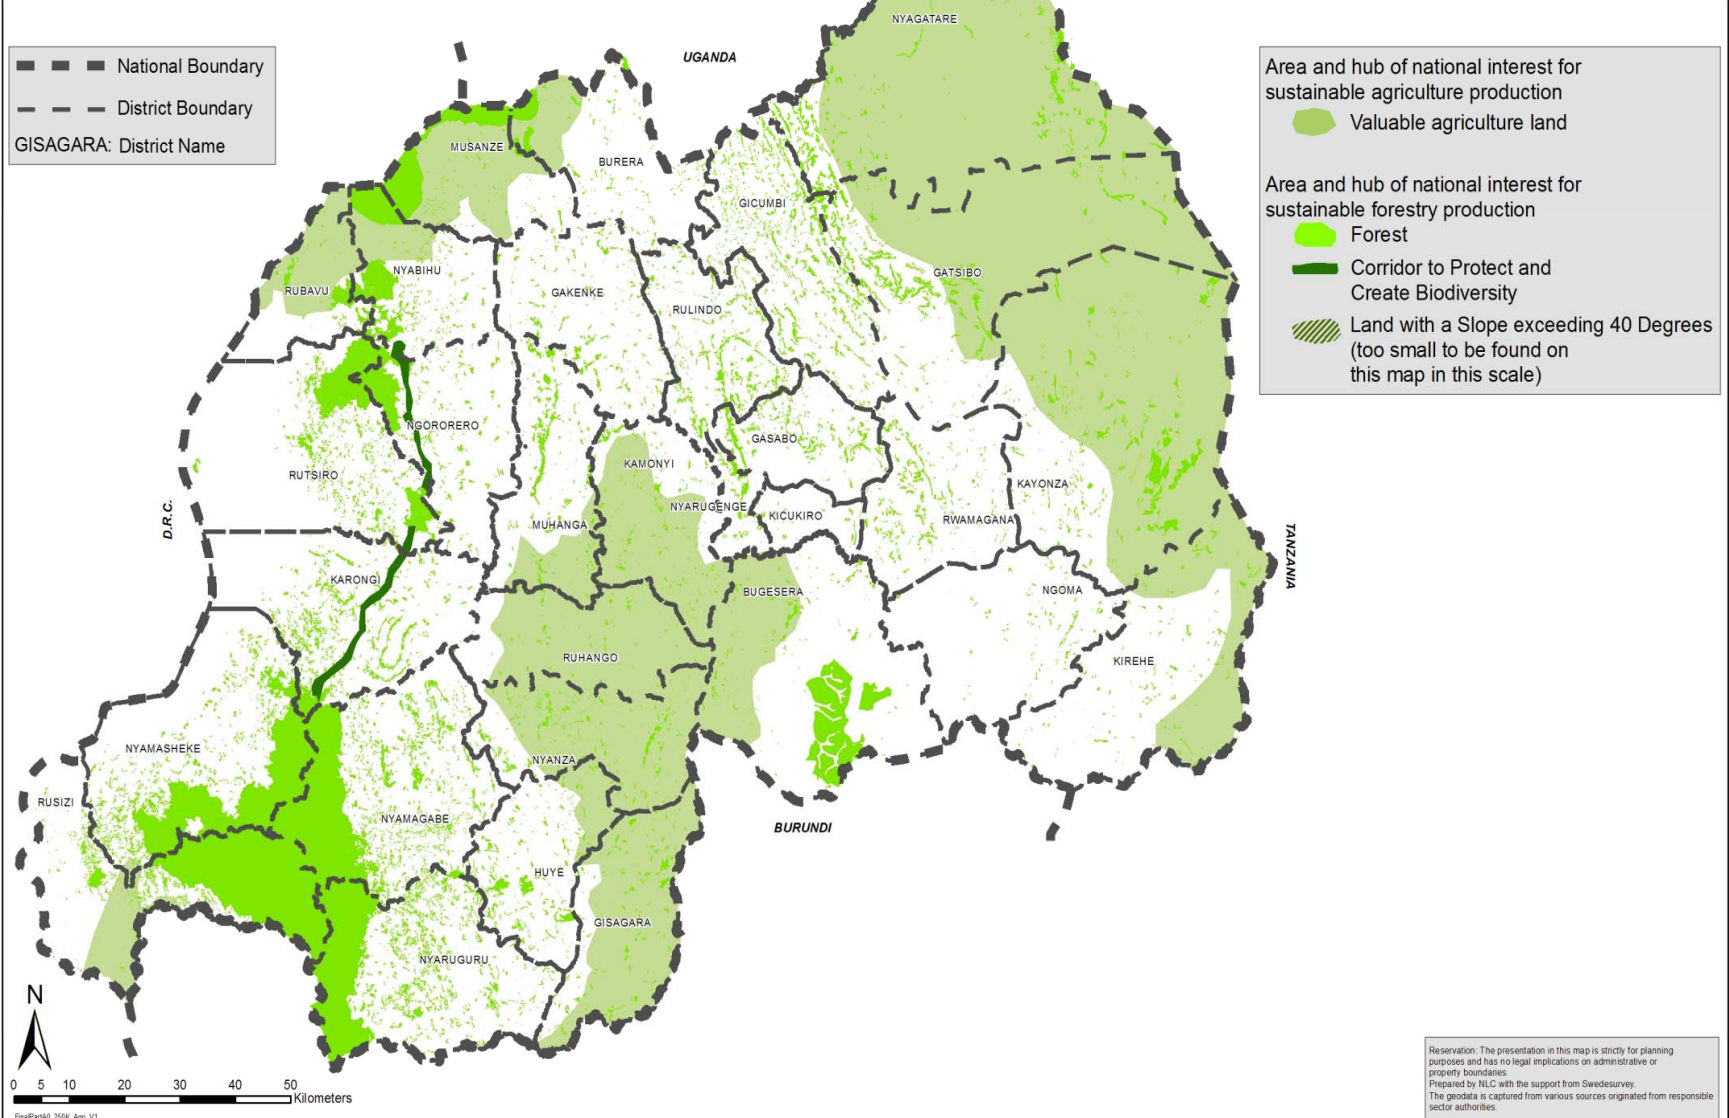 National Boundary
District Boundary
GISAGARA: District Name
Area and hub of national interest for
sustainable agriculture production
Valuable agriculture land
Area and hub of national interest for
sustainable forestry production
Forest
Corridor to Protect and
Create Biodiversity
Land with a Slope exceeding 40 Degrees
(too small to be found on
this map in this scale)
NYAGATARE
UGANDA
MUSANZE
BURERA
GICUMBI
NYABIHU
GATSIBO
RUBAVU
GAKENKE
RULINDO
NGORORERO
GASABO
KAMONYI
RUTSIRO
KAYONZA
NYARUGENGE
KICUKIRO
RWAMAGANA
D.R.C.
MUHANGA
TANZANIA
KARONGI
BUGESERA
NGOMA
RUHANGO
KIREHE
NYAMASHEKE
NYANZA
RUSIZI
NYAMAGABE
BURUNDI
HUYE
GISAGARA
NYARUGURU
N
0 5 10 20 30 40 50
Kilometers
FinalPartA0_250K_Agri_V1
Reservation: The presentation in this map is strictly for planning
purposes and has no legal implications on administrative or
property boundaries.
Prepared by NLC with the support from Swedesurvey.
The geodata is captured from various sources originated from responsible
sector authorities.